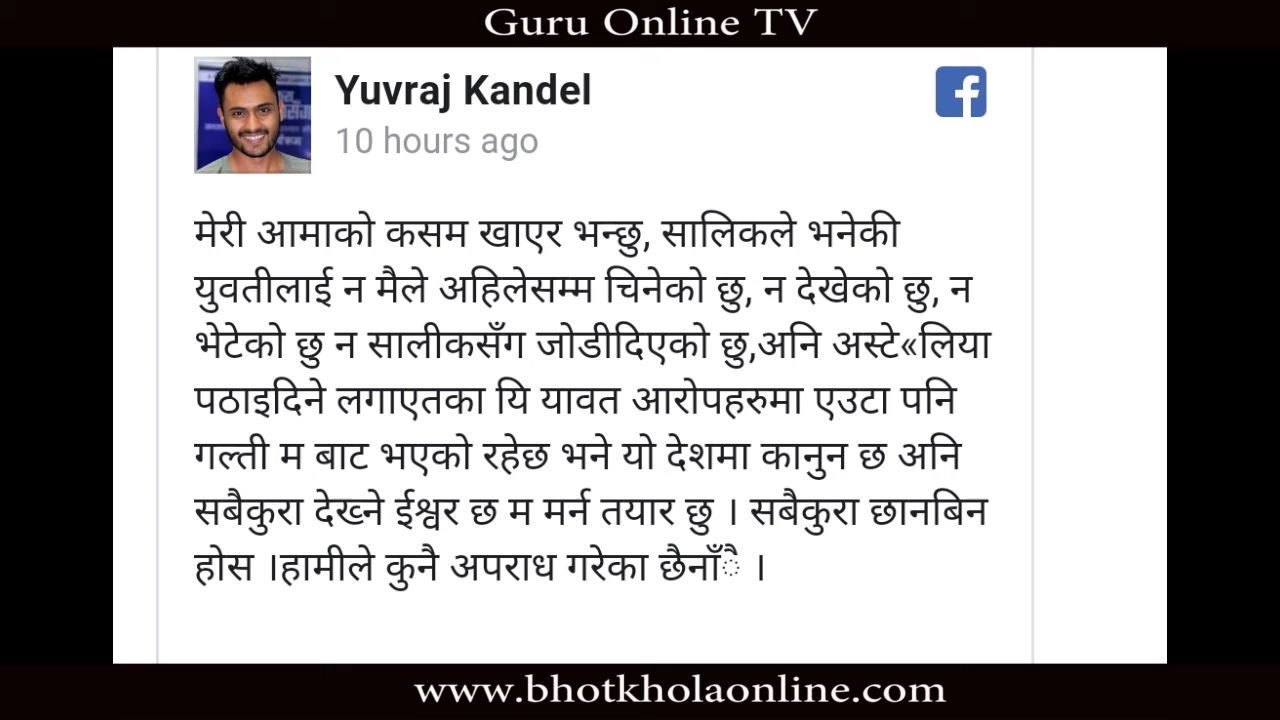 Guru Online TV
Yuvraj Kandel
10 hours ago
मेरी आमाको कसम खाएर भन्छु, सालिकले भनेकी
युवतीलाई न मैले अहिलेसम्म चिनेको छु, न देखेको छु, न
भेटेको छु न सालीकसँग जोडीदिएको छु,अनि अस्टे«लिया
पठाइदिने लगाएतका यि यावत आरोपहरुमा एउटा पनि
गल्ती म बाट भएको रहेछ भने यो देशमा कानुन छ अनि
सबैकुरा देख्ने ईश्वर छ म मर्न तयार छु । सबैकुरा छानबिन
होस ।हामीले कुनै अपराध गरेका छैनाँै ।
www.bhotkholaonline.com